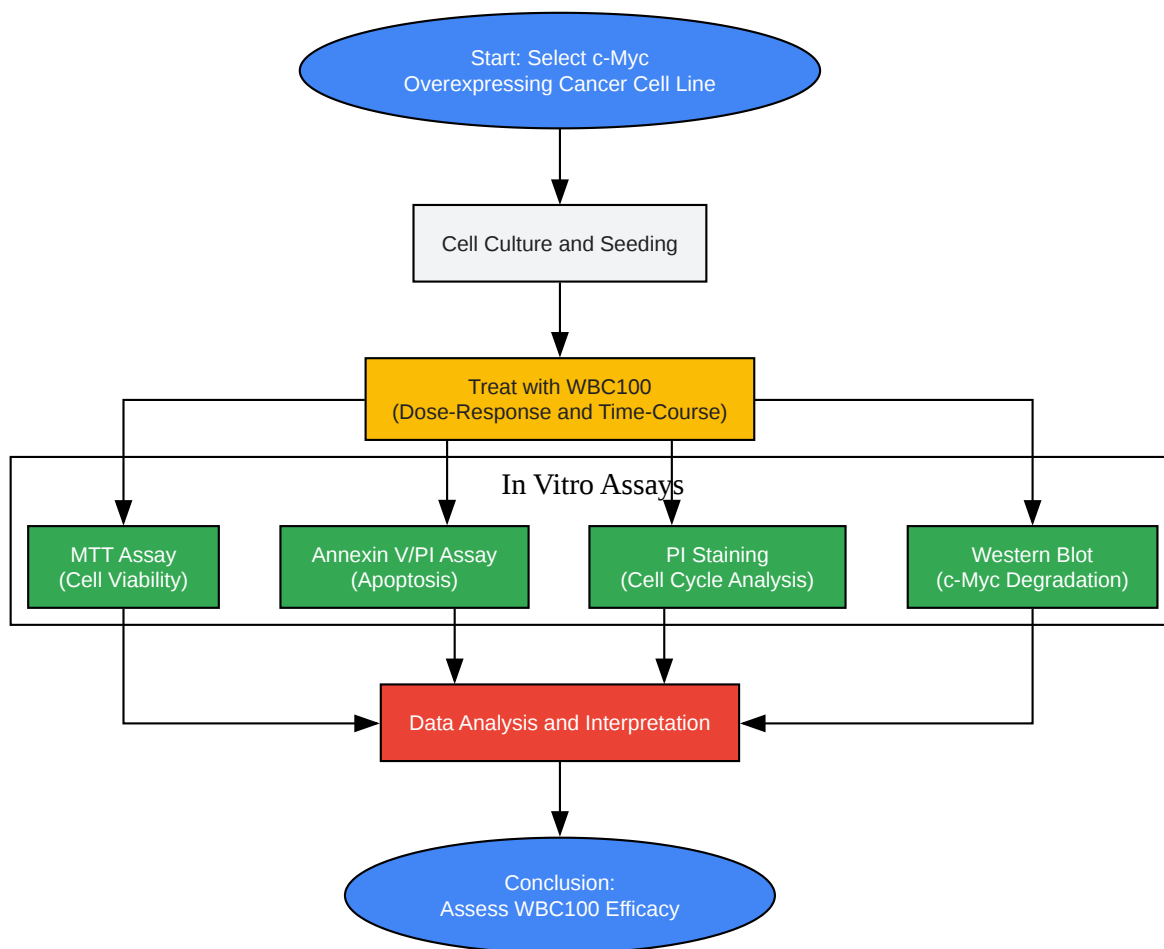 Start: Select c-Myc
Overexpressing Cancer Cell Line
Cell Culture and Seeding
Treat with WBC100
(Dose-Response and Time-Course)
In Vitro Assays
MTT Assay
(Cell Viability)
Annexin V/PI Assay
(Apoptosis)
PI Staining
(Cell Cycle Analysis)
Western Blot
(c-Myc Degradation)
Data Analysis and Interpretation
Conclusion:
Assess WBC100 Efficacy